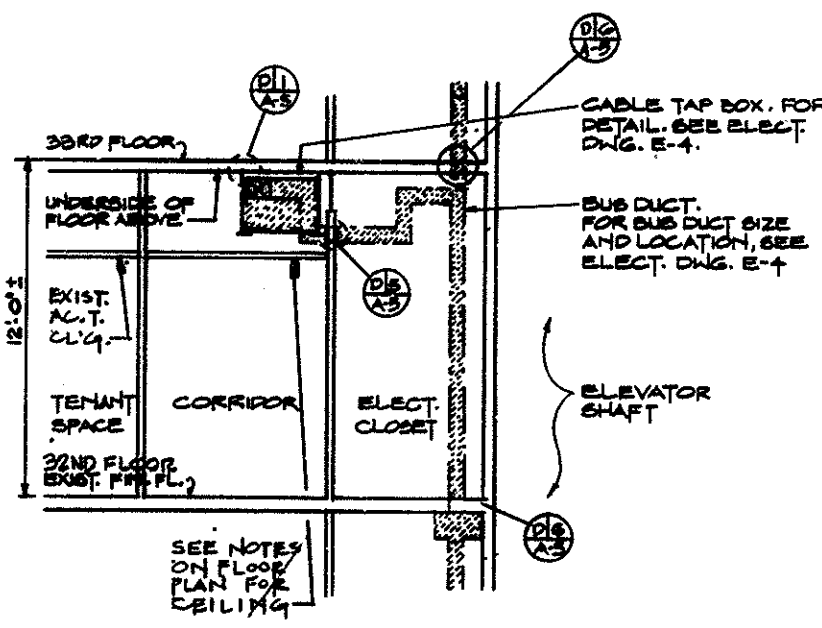 D|6
A-5
D|1
A-5
CABLE TAP BOX. FOR
DETAIL. SEE ELECT.
DWG. E-4.
33RD FLOOR
UNDERSIDE OF
FLOOR ABOVE
BUS DUCT.
FOR BUS DUCT SIZE
AND LOCATION, SEE
ELECT. DWG. E-4
D|5
A-5
EXIST.
AC.T.
CLG.
12'-0" ±
TENANT
SPACE
CORRIDOR
ELECT.
CLOSET
ELEVATOR
SHAFT
32ND FLOOR
EXIST. FIN. FL.
D|6
A-5
SEE NOTES
ON FLOOR
PLAN FOR
CEILING